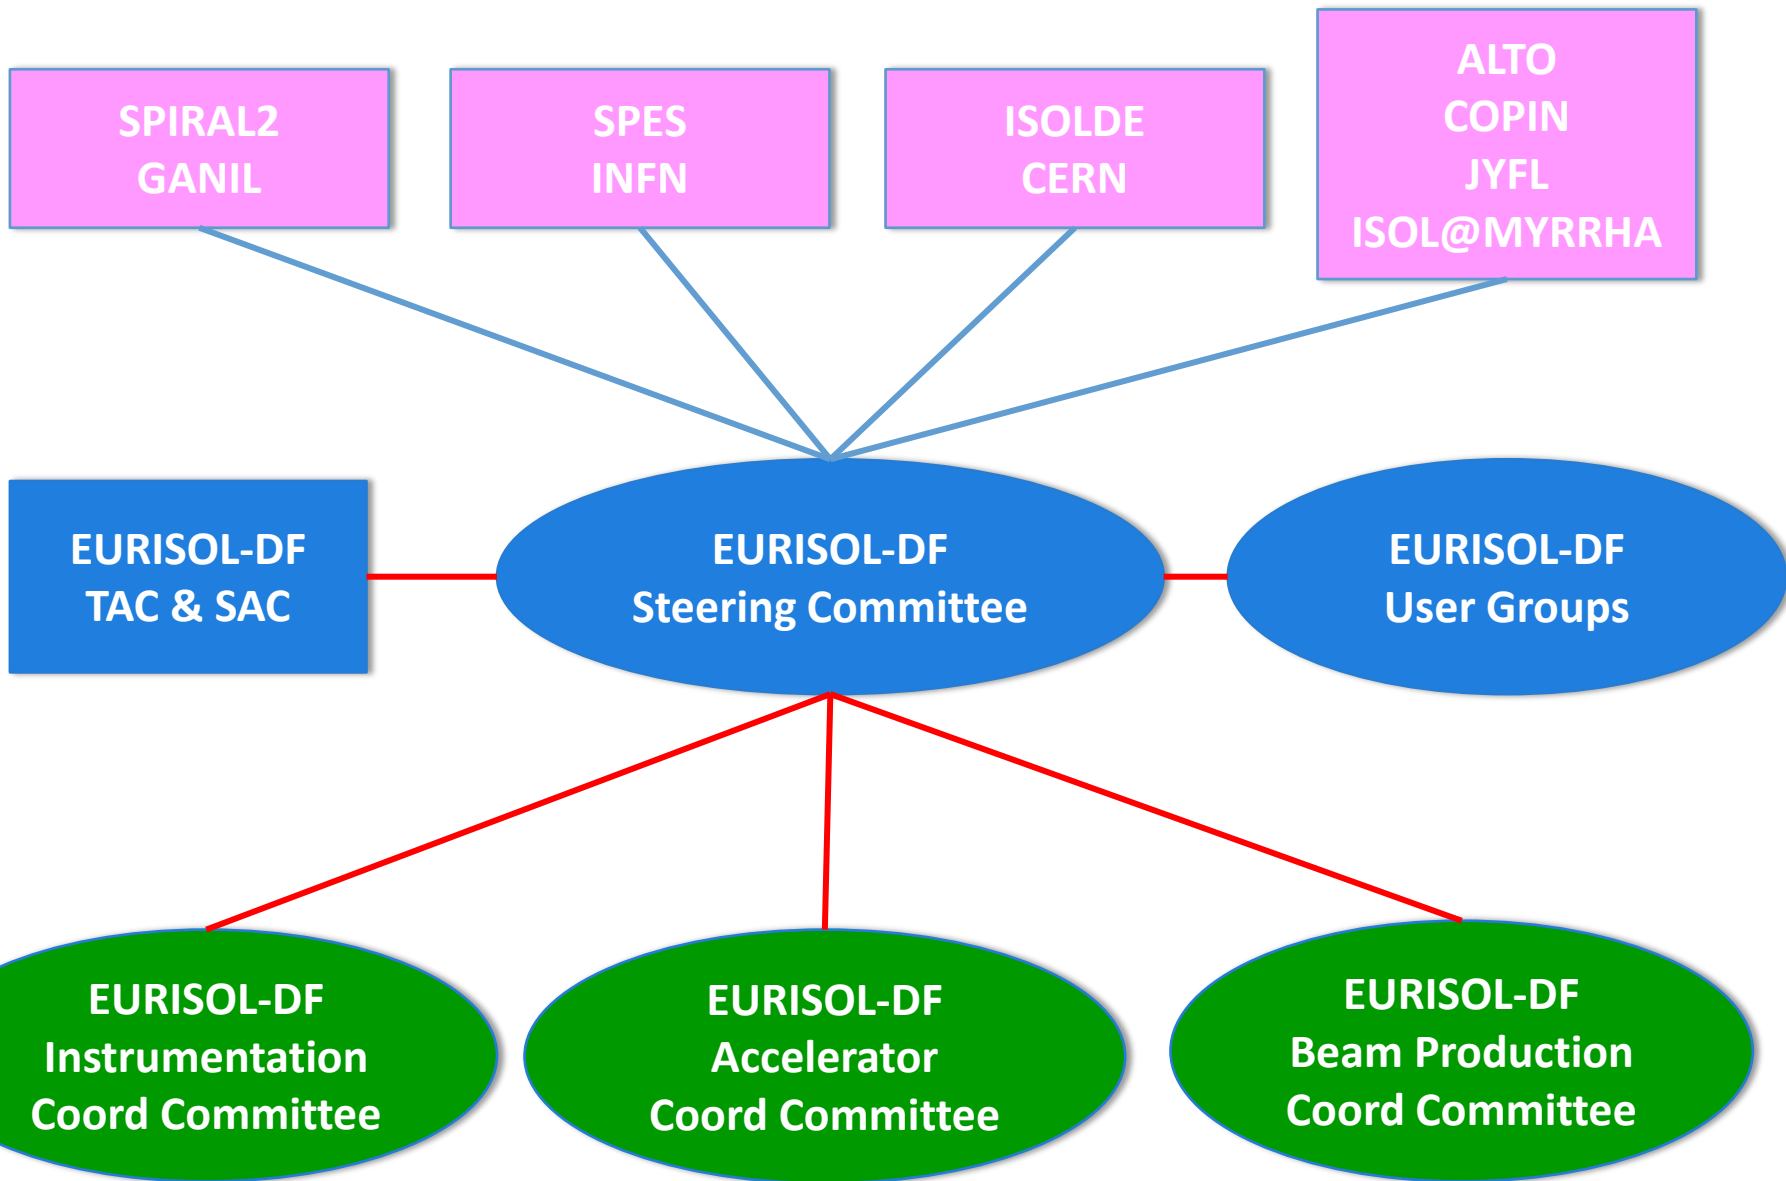 SPIRAL2
GANIL
SPES
INFN
ISOLDE
CERN
ALTO
COPIN
JYFL
ISOL@MYRRHA
EURISOL-DF
TAC & SAC
EURISOL-DF
Steering Committee
EURISOL-DF
User Groups
EURISOL-DF
Instrumentation
Coord Committee
EURISOL-DF
Accelerator
Coord Committee
EURISOL-DF
Beam Production
Coord Committee